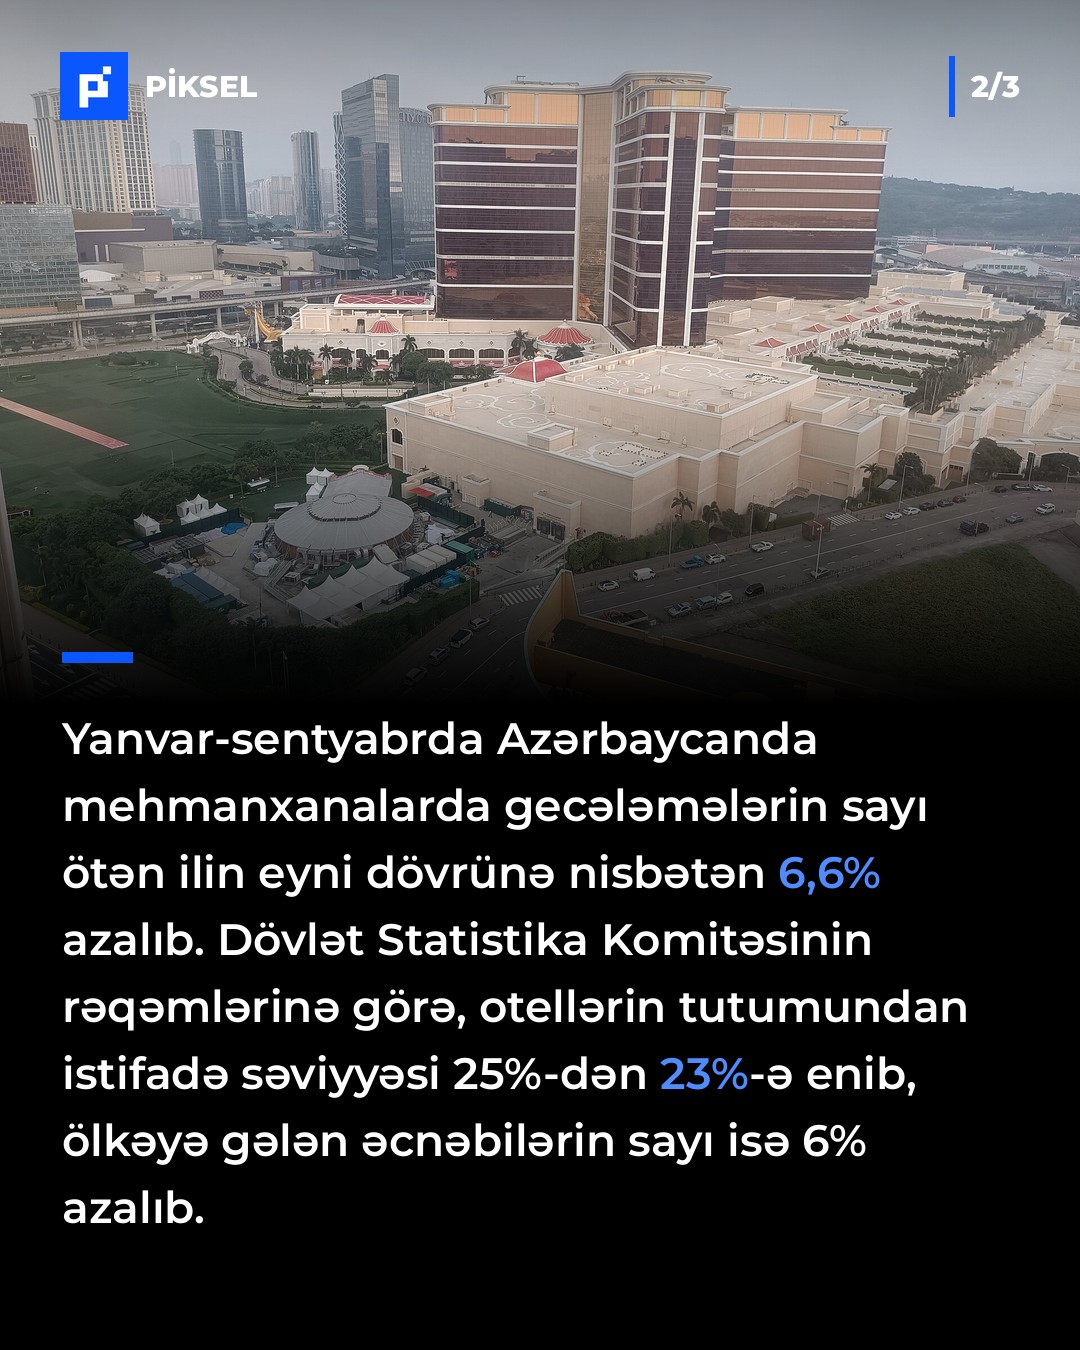 PİKSEL
2/3
Yanvar-sentyabrda Azərbaycanda
mehmanxanalarda gecələmələrin sayı
ötən ilin eyni dövrünə nisbətən 6,6%
azalıb. Dövlət Statistika Komitəsinin
rəqəmlərinə görə, otellərin tutumundan
istifadə səviyyəsi 25%-dən 23%-ə enib,
ölkəyə gələn əcnəbilərin sayı isə 6%
azalıb.